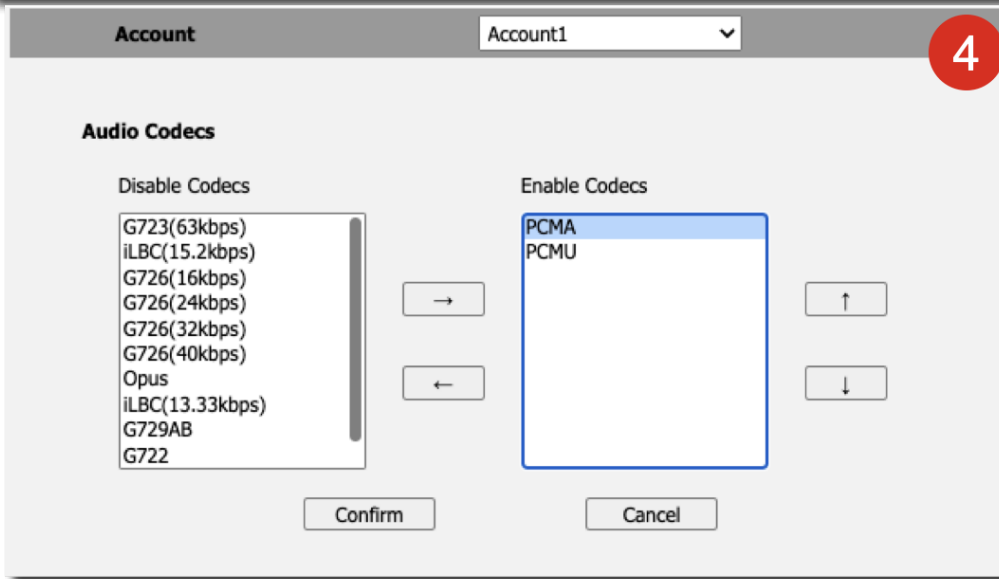 Account
Account1
4
Audio Codecs
Disable Codecs
Enable Codecs
G723(63kbps)
iLBC(15.2kbps)
G726(16kbps)
G726(24kbps)
G726(32kbps)
G726(40kbps)
Opus
iLBC(13.33kbps)
G729AB
G722
→
←
PCMA
PCMU
↑
↓
Confirm
Cancel